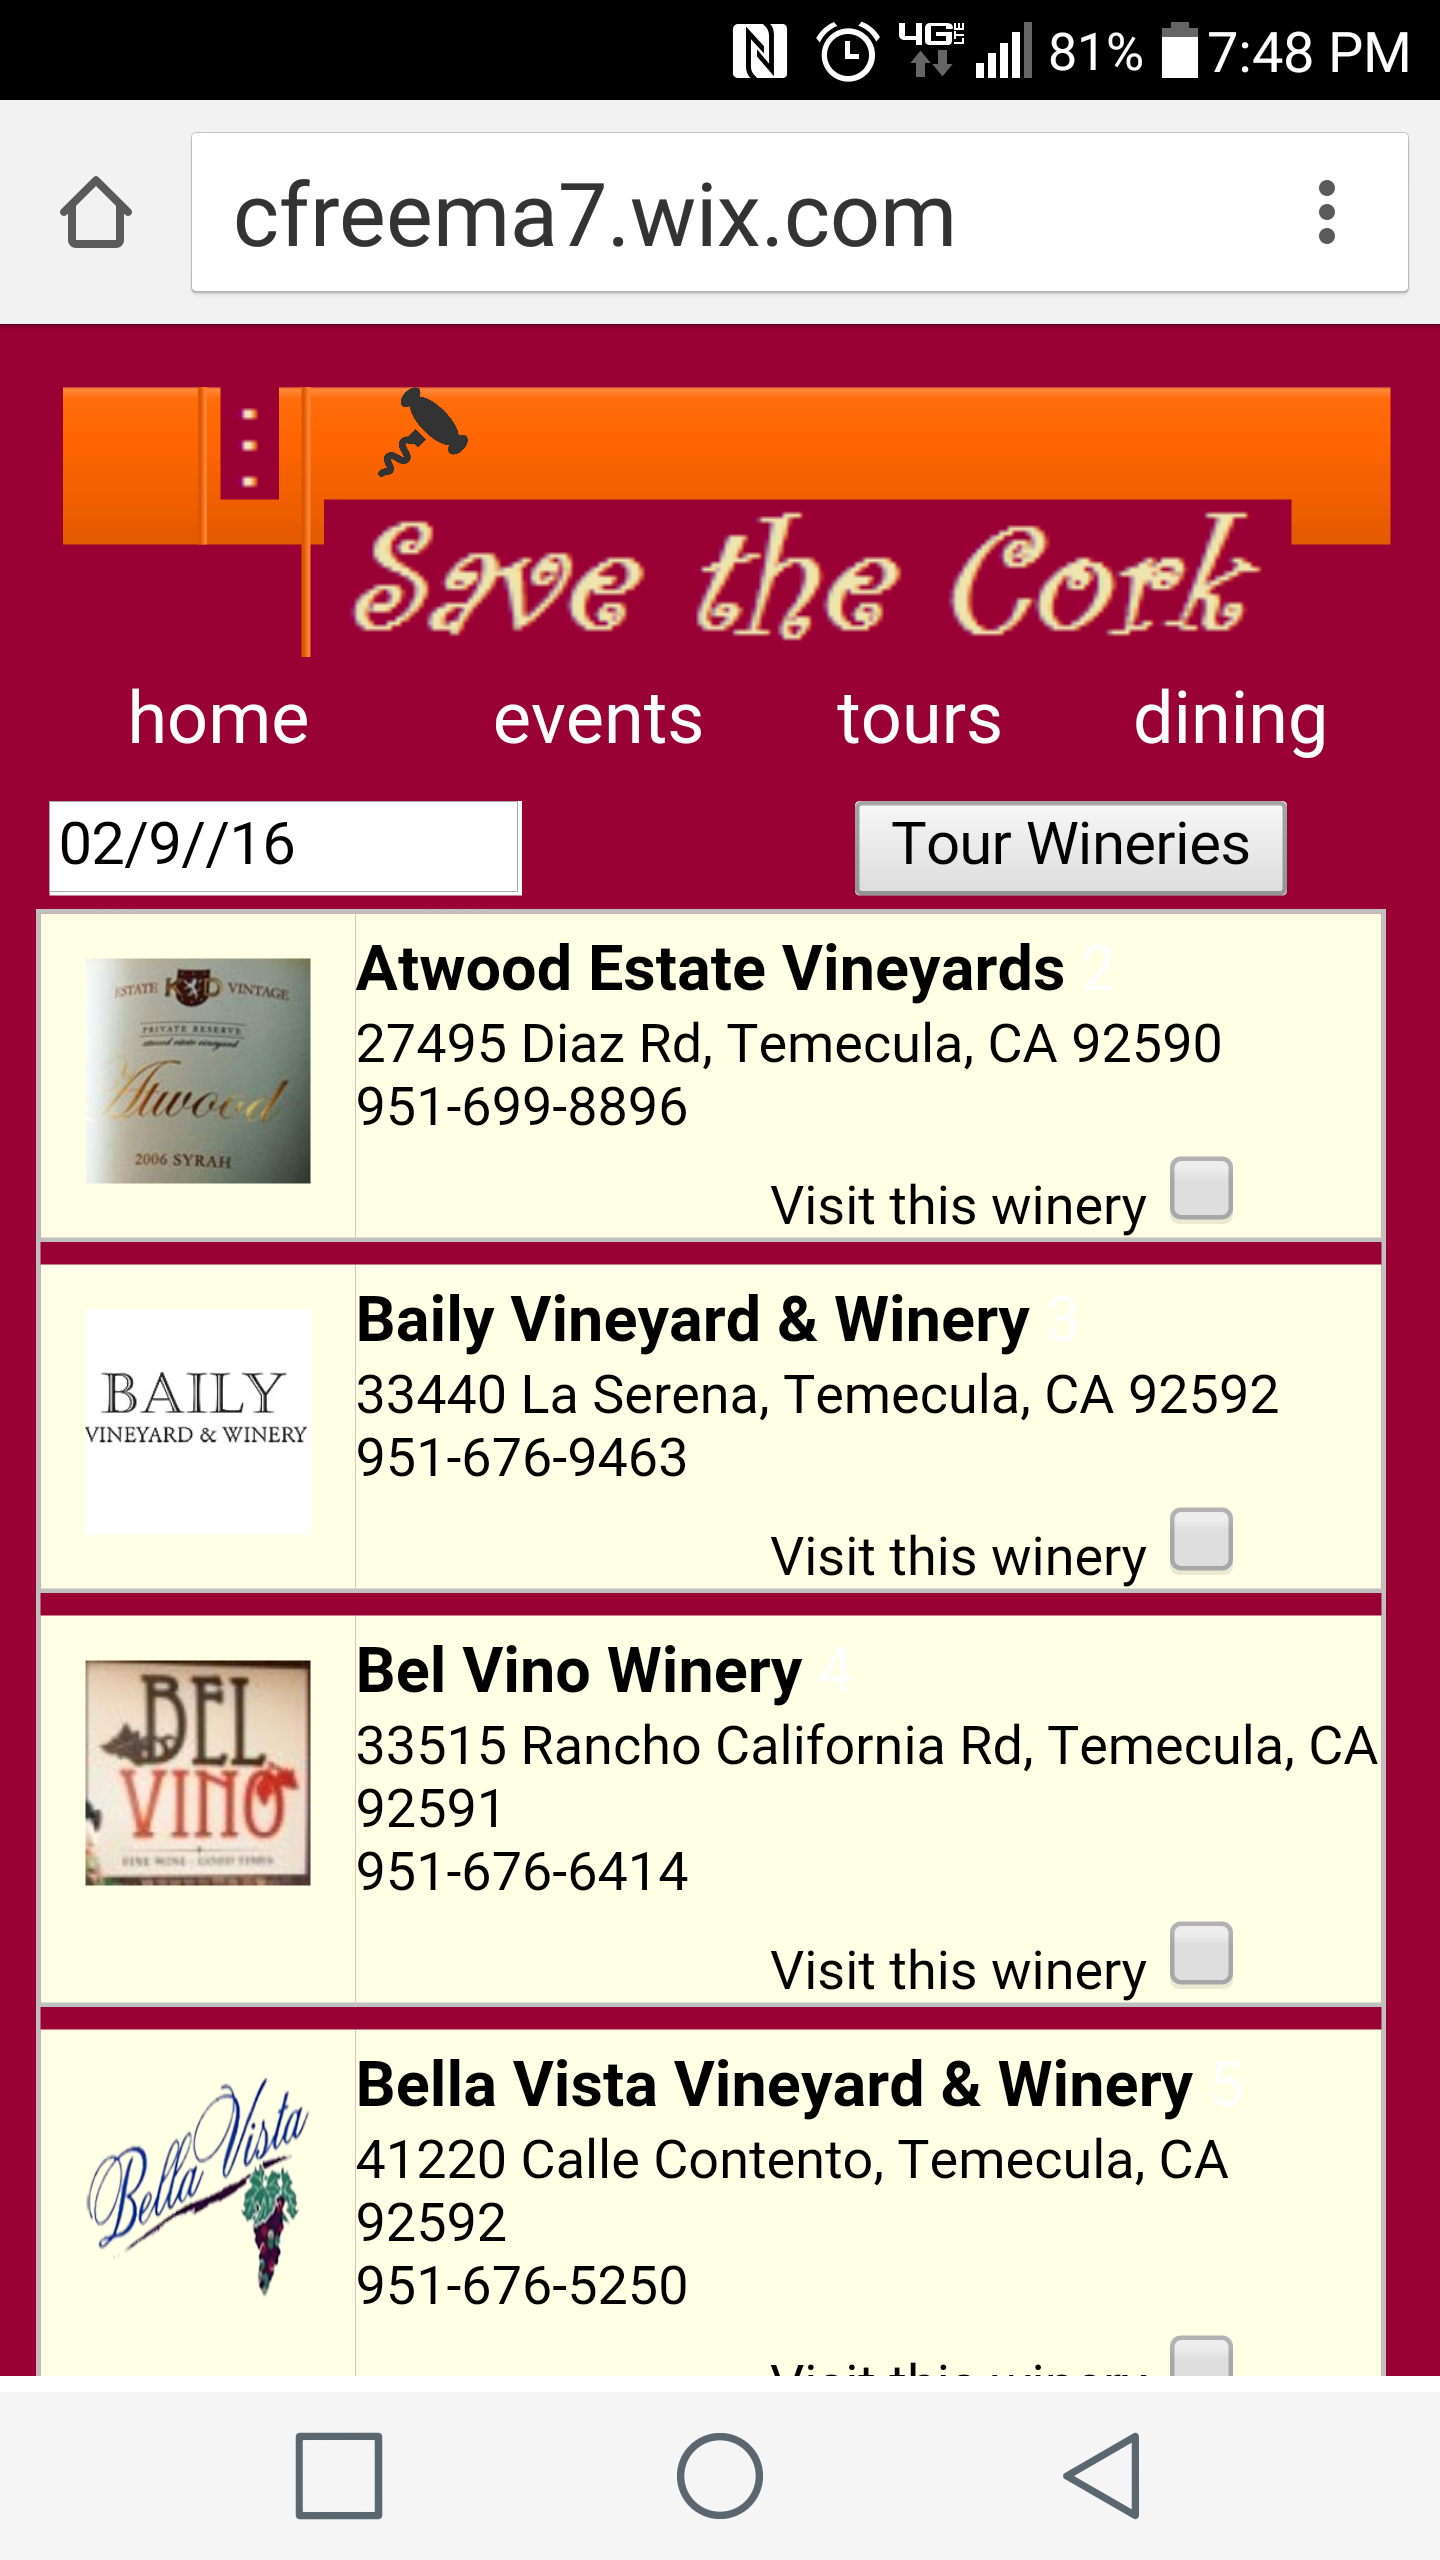 4G LTE 81% 7:48 PM
cfreema7.wix.com
Save the Cork
home events tours dining
02/9//16 Tour Wineries
ESTATE KD VINTAGE
PRIVATE RESERVE
atwood estate vineyard
Atwood
2006 SYRAH
Atwood Estate Vineyards 2
27495 Diaz Rd, Temecula, CA 92590
951-699-8896
Visit this winery
BAILY
VINEYARD & WINERY
Baily Vineyard & Winery 3
33440 La Serena, Temecula, CA 92592
951-676-9463
Visit this winery
BEL
VINO
FINE WINE - GOOD TIMES
Bel Vino Winery 4
33515 Rancho California Rd, Temecula, CA
92591
951-676-6414
Visit this winery
Bella Vista
Bella Vista Vineyard & Winery 5
41220 Calle Contento, Temecula, CA
92592
951-676-5250
Visit this winery